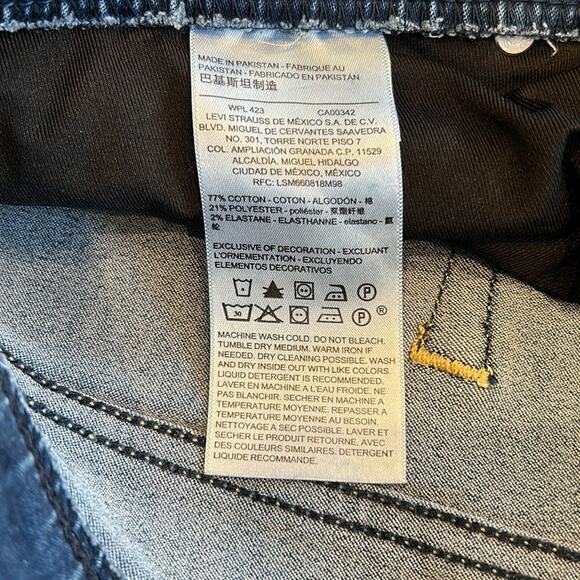 MADE IN PAKISTAN - FABRIQUE AU
PAKISTAN - FABRICADO EN PAKISTÁN
巴基斯坦制造
WPL 423 CA00342
LEVI STRAUSS DE MÉXICO S.A. DE C.V.
BLVD. MIGUEL DE CERVANTES SAAVEDRA
NO. 301, TORRE NORTE PISO 7
COL. AMPLIACIÓN GRANADA C.P. 11529
ALCALDÍA, MIGUEL HIDALGO
CIUDAD DE MÉXICO, MÉXICO
RFC: LSM660818M98
77% COTTON - COTON - ALGODÓN - 棉
21% POLYESTER - poliéster - 聚酯纤维
2% ELASTANE - ELASTHANNE - elastano - 氨
纶
EXCLUSIVE OF DECORATION - EXCLUANT
L'ORNEMENTATION - EXCLUYENDO
ELEMENTOS DECORATIVOS
P
30 P ®
MACHINE WASH COLD. DO NOT BLEACH.
TUMBLE DRY MEDIUM. WARM IRON IF
NEEDED. DRY CLEANING POSSIBLE. WASH
AND DRY INSIDE OUT WITH LIKE COLORS.
LIQUID DETERGENT IS RECOMMENDED.
LAVER EN MACHINE A L'EAU FROIDE. NE
PAS BLANCHIR. SECHER EN MACHINE A
TEMPERATURE MOYENNE. REPASSER A
TEMPERATURE MOYENNE AU BESOIN.
NETTOYAGE A SEC POSSIBLE. LAVER ET
SECHER LE PRODUIT RETOURNE, AVEC
DES COULEURS SIMILAIRES. DETERGENT
LIQUIDE RECOMMANDE.